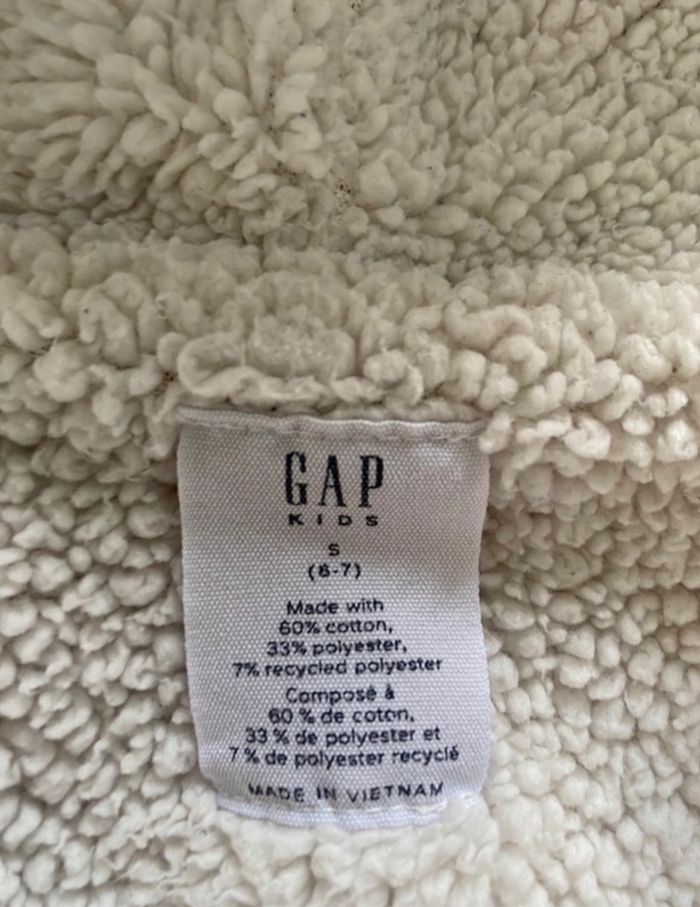 GAP
KIDS
S
(6-7)
Made with
60% cotton,
33% polyester,
7% recycled polyester
Composé à
60 % de coton,
33 % de polyester et
7 % de polyester recyclé
MADE IN VIETNAM